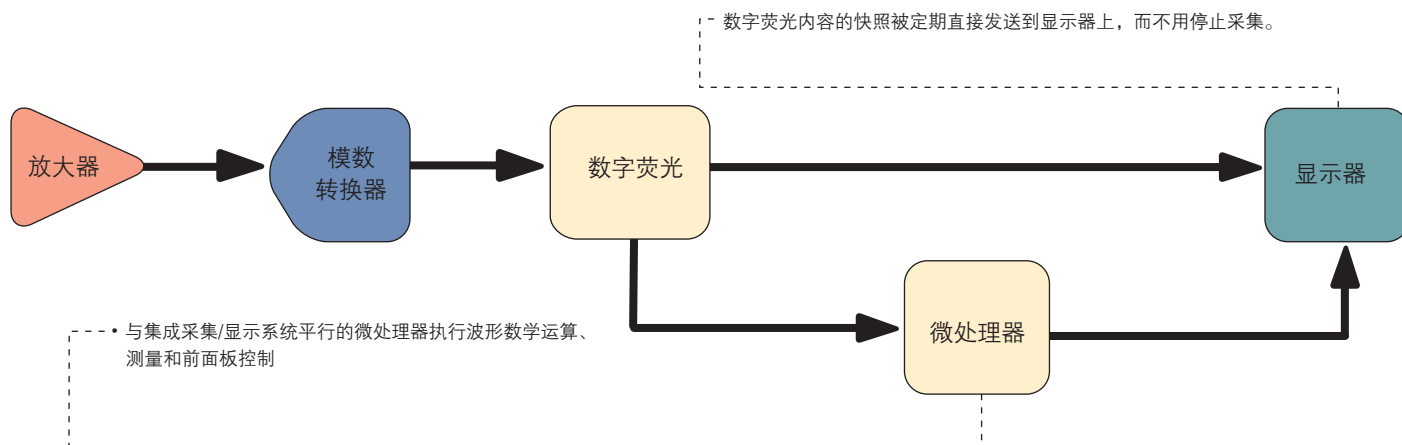 数字荧光内容的快照被定期直接发送到显示器上，而不用停止采集。
放大器
模数
转换器
数字荧光
显示器
微处理器
• 与集成采集/显示系统平行的微处理器执行波形数学运算、
测量和前面板控制